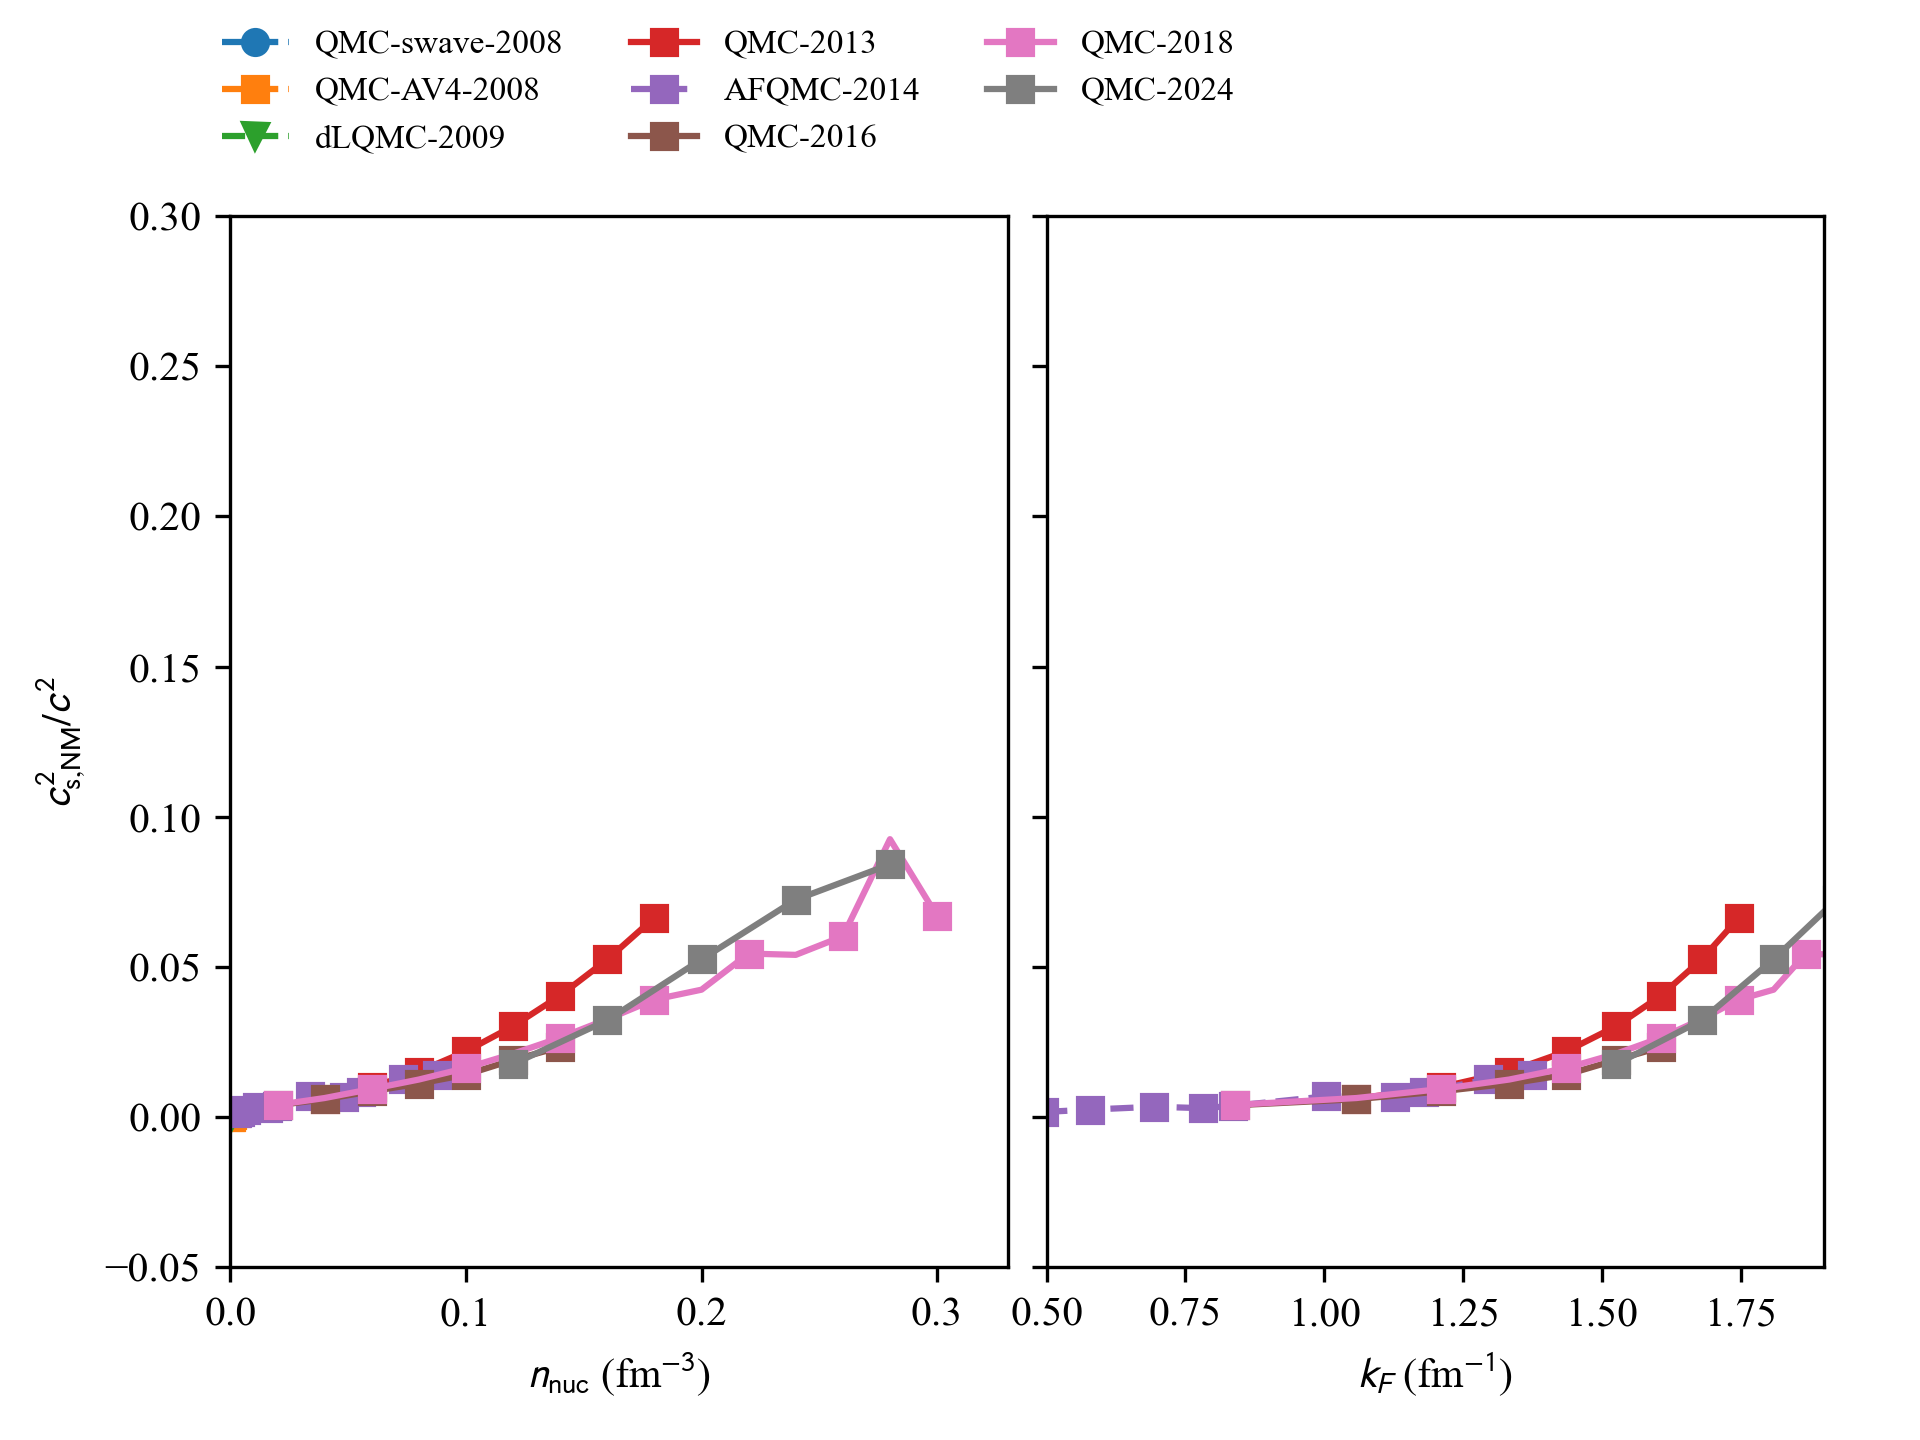 QMC-swave-2008 QMC-2013 QMC-2018
QMC-AV4-2008 AFQMC-2014 QMC-2024
dLQMC-2009 QMC-2016
0.30
0.25
0.20
0.15
0.10
0.05
0.00
−0.05
c²s,NM/c²
0.0 0.1 0.2 0.3 0.50 0.75 1.00 1.25 1.50 1.75
nnuc (fm⁻³) kF (fm⁻¹)